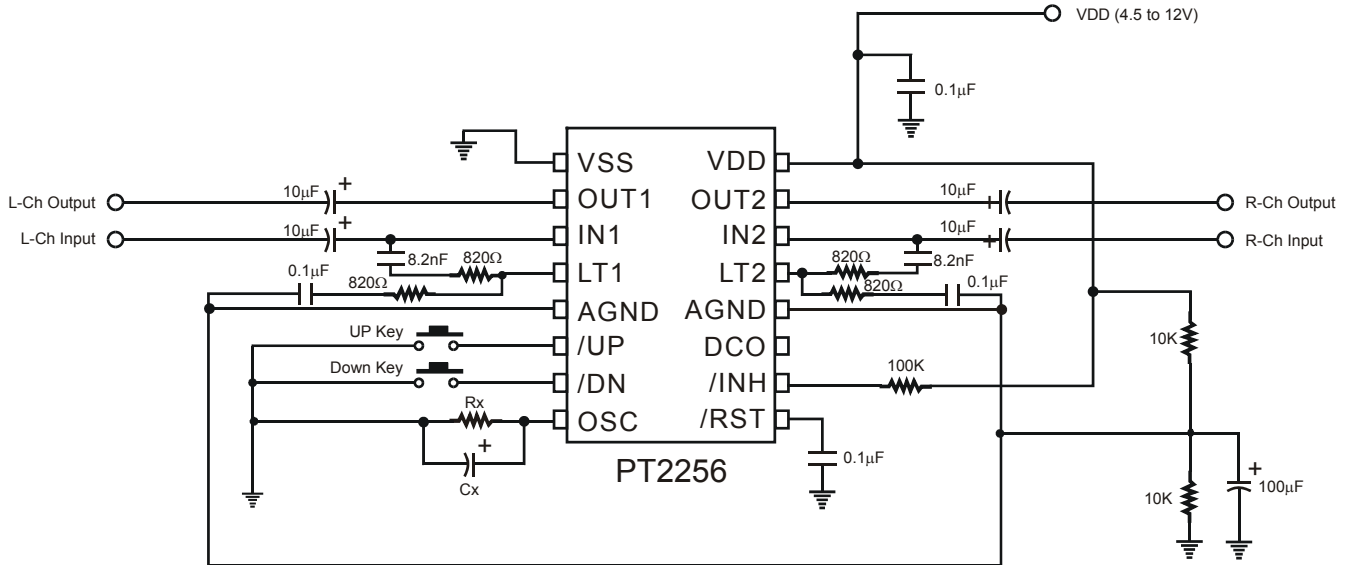 VDD (4.5 to 12V)
0.1μF
VSS
VDD
L-Ch Output
10μF
+
OUT1
OUT2
10μF
+
R-Ch Output
L-Ch Input
10μF
+
IN1
IN2
10μF
+
R-Ch Input
8.2nF
820Ω
LT1
LT2
820Ω
8.2nF
0.1μF
820Ω
820Ω
0.1μF
AGND
AGND
UP Key
/UP
DCO
10K
Down Key
/DN
/INH
100K
Rx
OSC
/RST
+
Cx
0.1μF
PT2256
10K
+
100μF